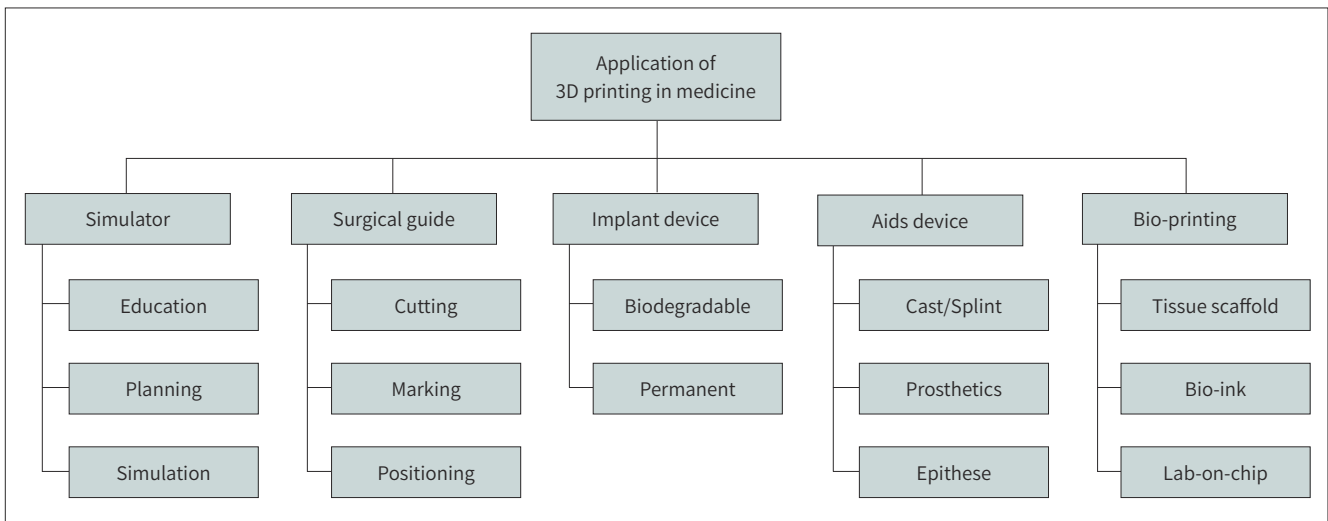 Application of
3D printing in medicine
Simulator
Surgical guide
Implant device
Aids device
Bio-printing
Education
Cutting
Biodegradable
Cast/Splint
Tissue scaffold
Planning
Marking
Permanent
Prosthetics
Bio-ink
Simulation
Positioning
Epithese
Lab-on-chip